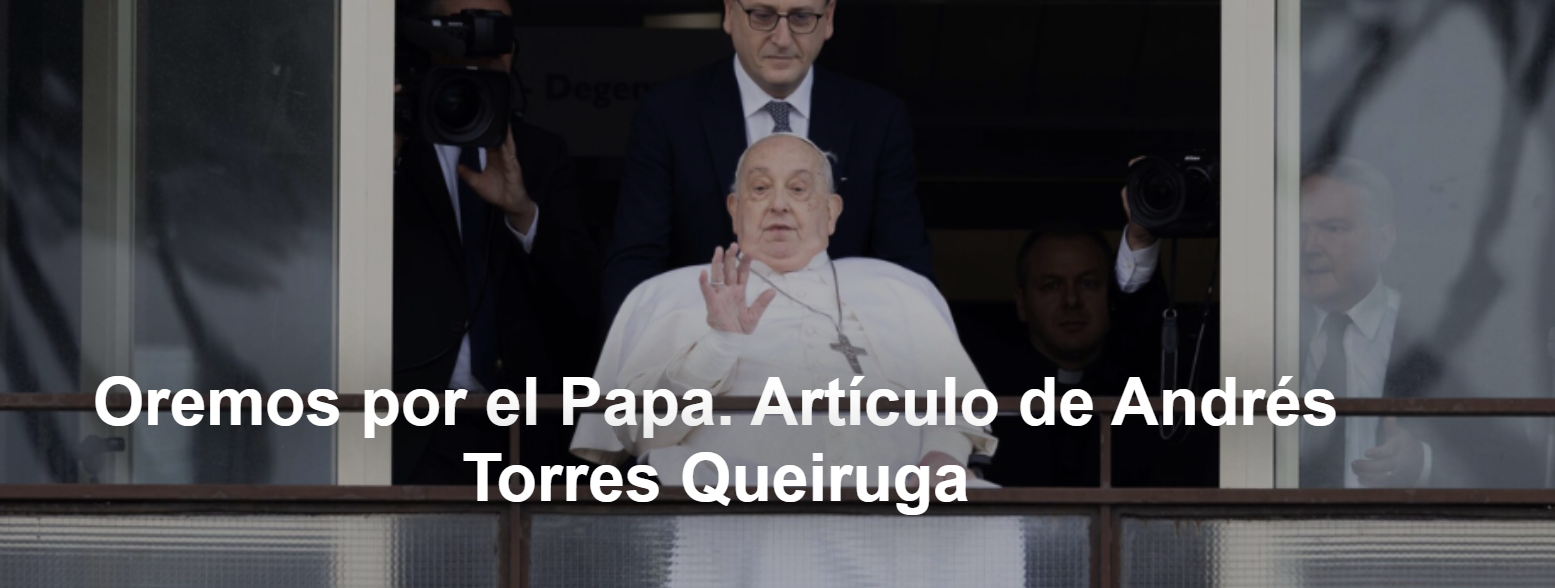 Oremos por el Papa. Artículo de Andrés
Torres Queiruga